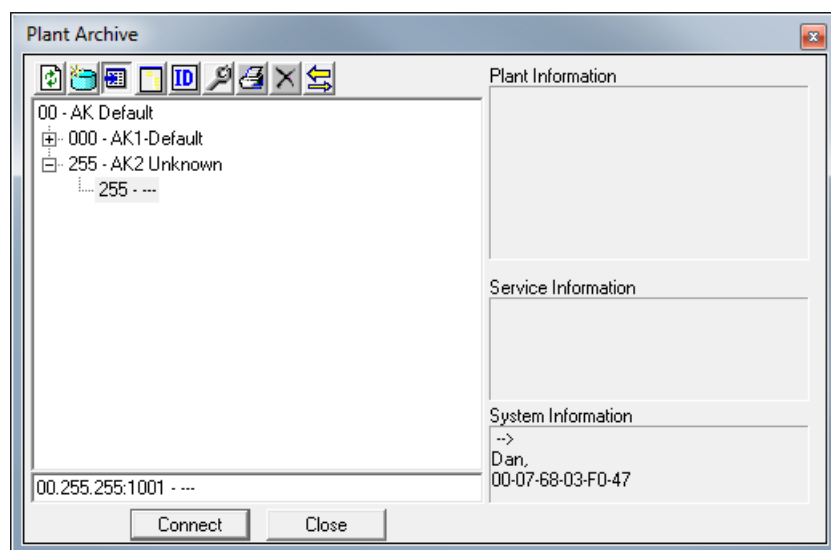 Plant Archive
ID
00 - AK Default
000 - AK1-Default
255 - AK2 Unknown
255 - ---
00.255.255:1001 - ---
Connect
Close
Plant Information
Service Information
System Information
-->
Dan,
00-07-68-03-F0-47